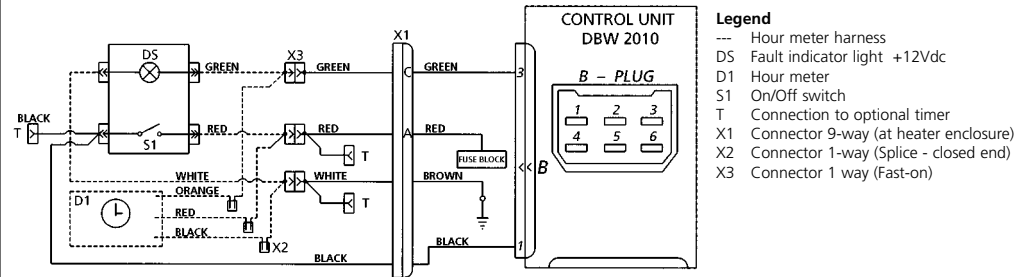 CONTROL UNIT
DBW 2010
B – PLUG
1 2 3
4 5 6
B
3
1
X1
C
A
X3
DS
S1
GREEN
GREEN
GREEN
BLACK
T
RED
RED
RED
T
FUSE BLOCK
WHITE
WHITE
BROWN
T
ORANGE
D1
RED
BLACK
X2
BLACK
BLACK
Legend
--- Hour meter harness
DS Fault indicator light +12Vdc
D1 Hour meter
S1 On/Off switch
T Connection to optional timer
X1 Connector 9-way (at heater enclosure)
X2 Connector 1-way (Splice - closed end)
X3 Connector 1 way (Fast-on)